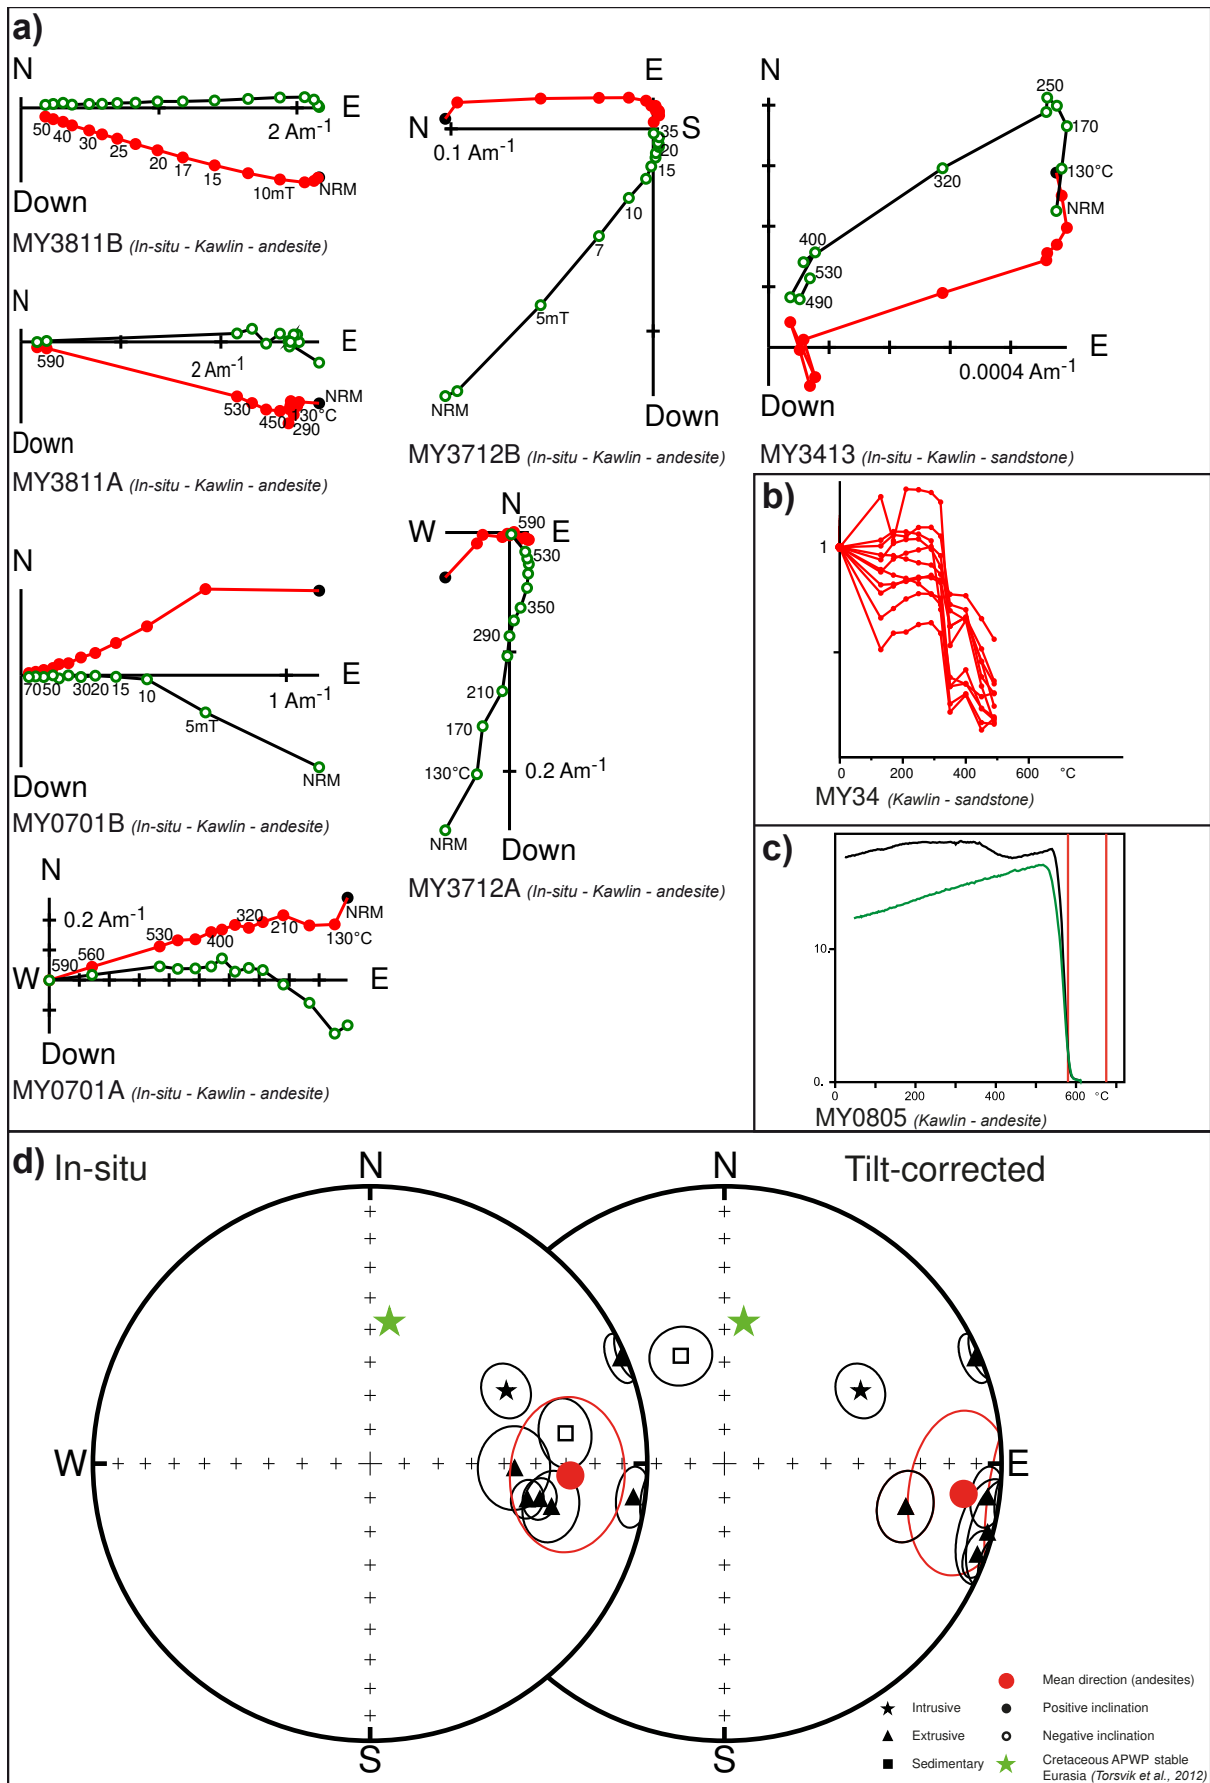 a)
N
E
2 Am-1
50
40
30
25
20
17
15
10mT
NRM
Down
MY3811B (In-situ - Kawlin - andesite)
N
E
2 Am-1
590
530
450
290
130°C
NRM
Down
MY3811A (In-situ - Kawlin - andesite)
N
E
1 Am-1
70
50
30
20
15
10
5mT
NRM
Down
MY0701B (In-situ - Kawlin - andesite)
N
0.2 Am-1
W
E
590
560
530
400
320
210
130°C
NRM
Down
MY0701A (In-situ - Kawlin - andesite)
E
N
S
0.1 Am-1
35
20
15
10
7
5mT
NRM
Down
MY3712B (In-situ - Kawlin - andesite)
N
W
E
590
530
350
290
210
170
130°C
NRM
0.2 Am-1
Down
MY3712A (In-situ - Kawlin - andesite)
N
E
250
170
130°C
NRM
320
400
530
490
0.0004 Am-1
Down
MY3413 (In-situ - Kawlin - sandstone)
b)
1
0
200
400
600
°C
MY34 (Kawlin - sandstone)
c)
10.
0.
0
200
400
600
°C
MY0805 (Kawlin - andesite)
d) In-situ
Tilt-corrected
N
N
W
E
S
S
Mean direction (andesites)
Intrusive
Positive inclination
Extrusive
Negative inclination
Sedimentary
Cretaceous APWP stable
Eurasia (Torsvik et al., 2012)